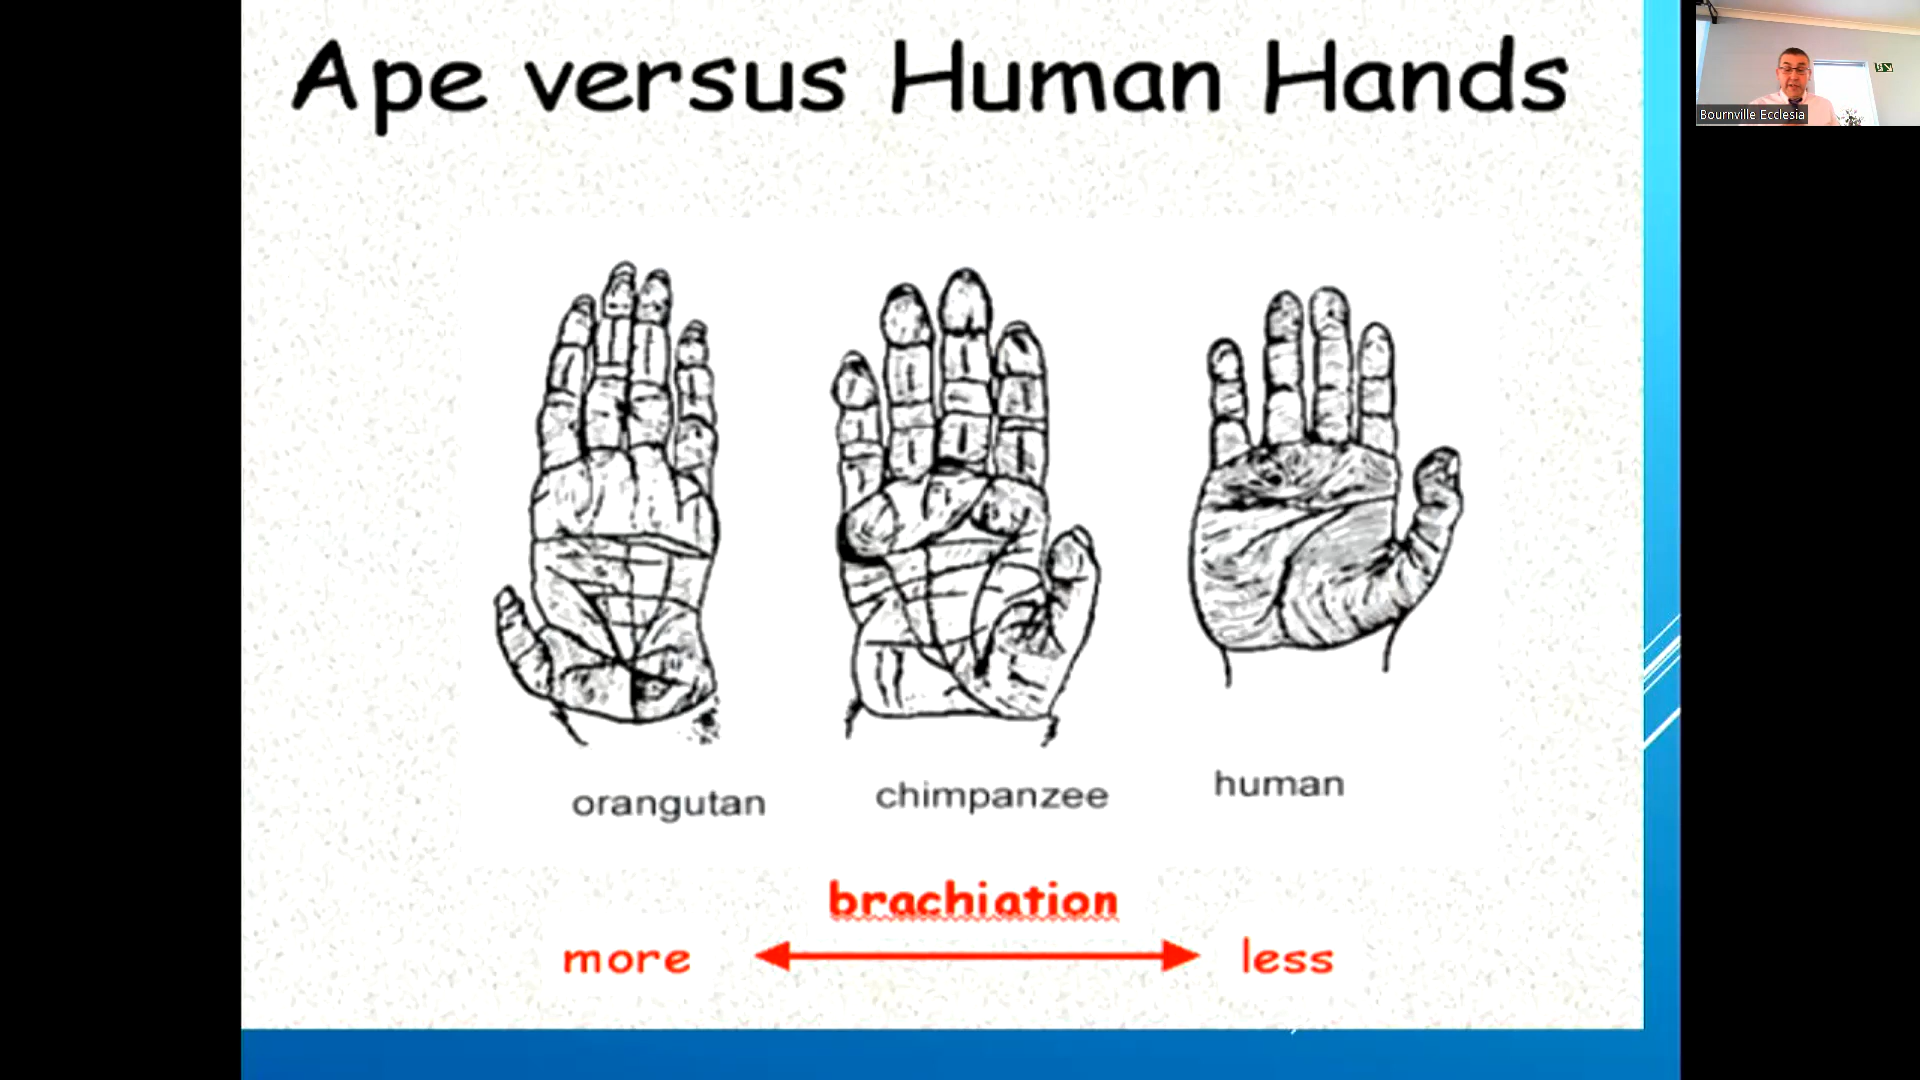 Ape versus Human Hands
Bournville Ecclesia
orangutan
chimpanzee
human
brachiation
more
less